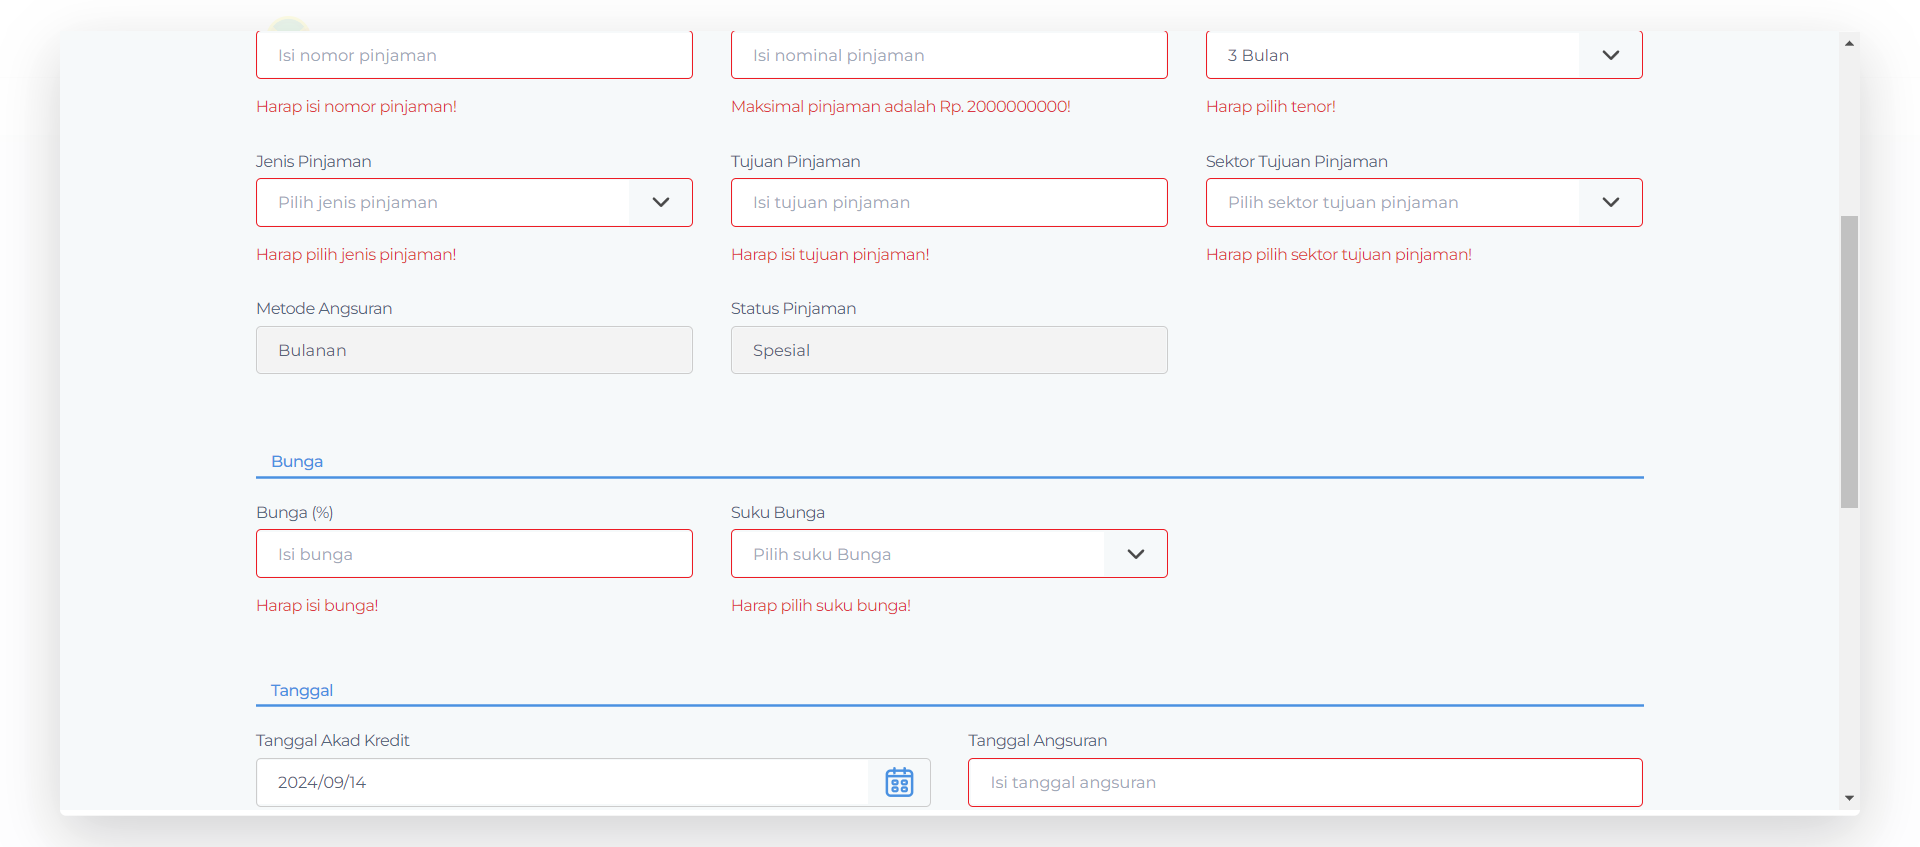 Isi nomor pinjaman
Isi nominal pinjaman
3 Bulan
Harap isi nomor pinjaman!
Maksimal pinjaman adalah Rp. 2000000000!
Harap pilih tenor!
Jenis Pinjaman
Tujuan Pinjaman
Sektor Tujuan Pinjaman
Pilih jenis pinjaman
Isi tujuan pinjaman
Pilih sektor tujuan pinjaman
Harap pilih jenis pinjaman!
Harap isi tujuan pinjaman!
Harap pilih sektor tujuan pinjaman!
Metode Angsuran
Status Pinjaman
Bulanan
Spesial
Bunga
Bunga (%)
Suku Bunga
Isi bunga
Pilih suku Bunga
Harap isi bunga!
Harap pilih suku bunga!
Tanggal
Tanggal Akad Kredit
Tanggal Angsuran
2024/09/14
Isi tanggal angsuran